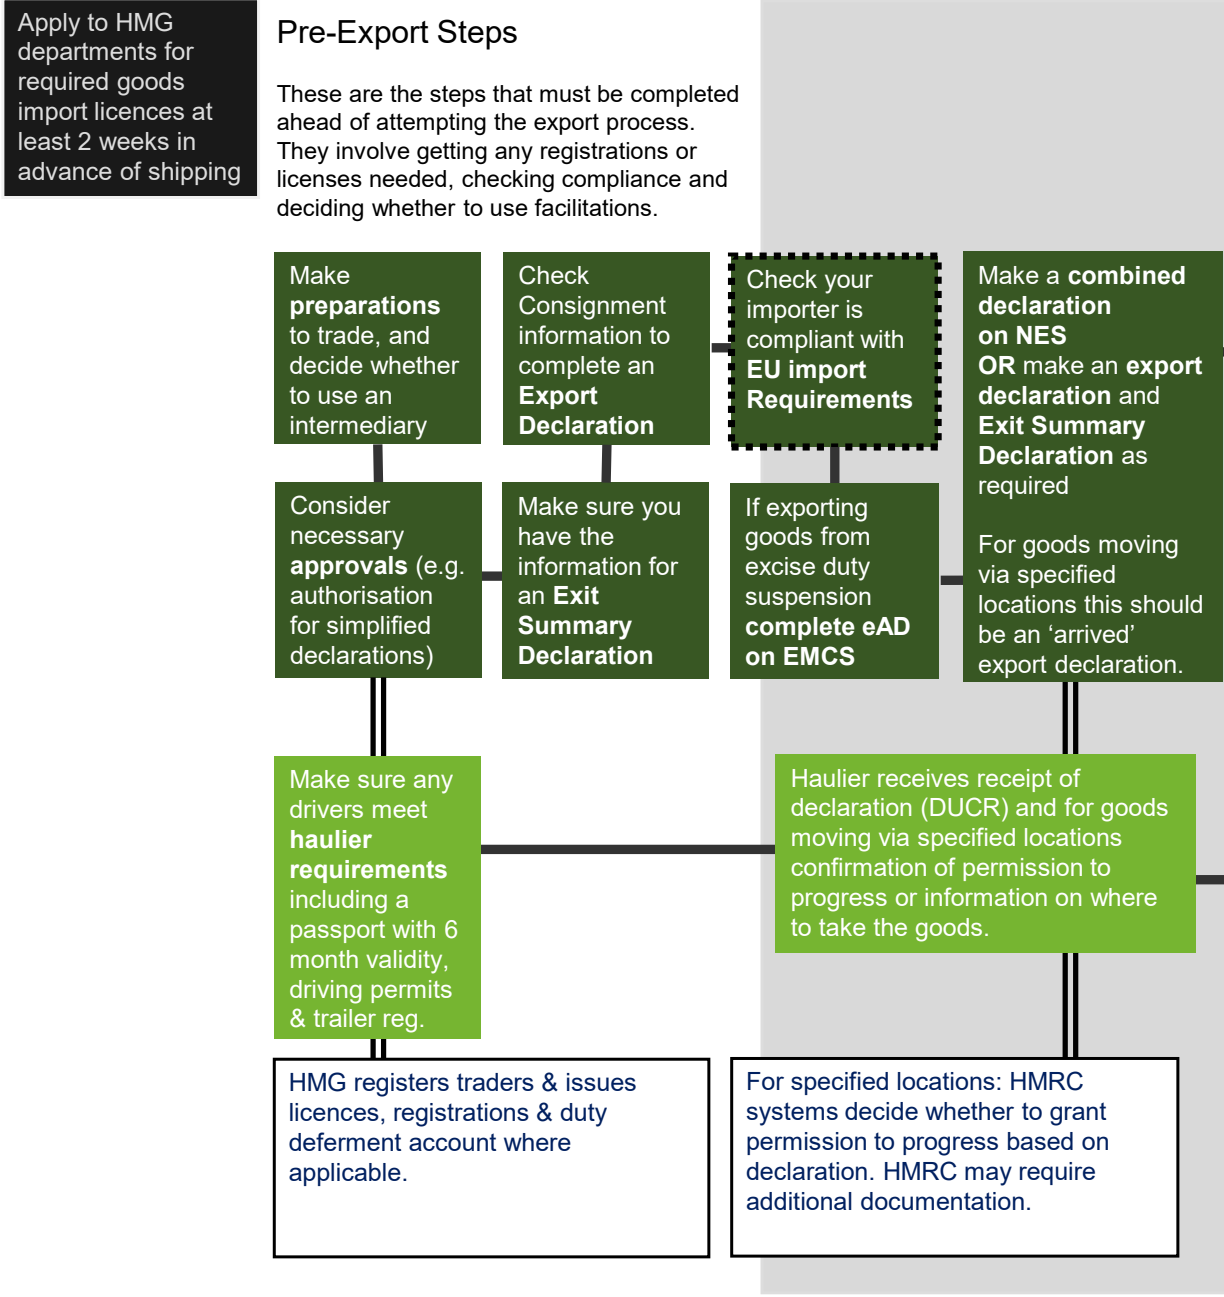 Apply to HMG
departments for
required goods
import licences at
least 2 weeks in
advance of shipping
Pre-Export Steps
These are the steps that must be completed
ahead of attempting the export process.
They involve getting any registrations or
licenses needed, checking compliance and
deciding whether to use facilitations.
Make
preparations
to trade, and
decide whether
to use an
intermediary
Consider
necessary
approvals (e.g.
authorisation
for simplified
declarations)
Check
Consignment
information to
complete an
Export
Declaration
Make sure you
have the
information for
an Exit
Summary
Declaration
Check your
importer is
compliant with
EU import
Requirements
If exporting
goods from
excise duty
suspension
complete eAD
on EMCS
Make a combined
declaration
on NES
OR make an export
declaration and
Exit Summary
Declaration as
required
For goods moving
via specified
locations this should
be an ‘arrived’
export declaration.
Make sure any
drivers meet
haulier
requirements
including a
passport with 6
month validity,
driving permits
& trailer reg.
Haulier receives receipt of
declaration (DUCR) and for goods
moving via specified locations
confirmation of permission to
progress or information on where
to take the goods.
HMG registers traders & issues
licences, registrations & duty
deferment account where
applicable.
For specified locations: HMRC
systems decide whether to grant
permission to progress based on
declaration. HMRC may require
additional documentation.